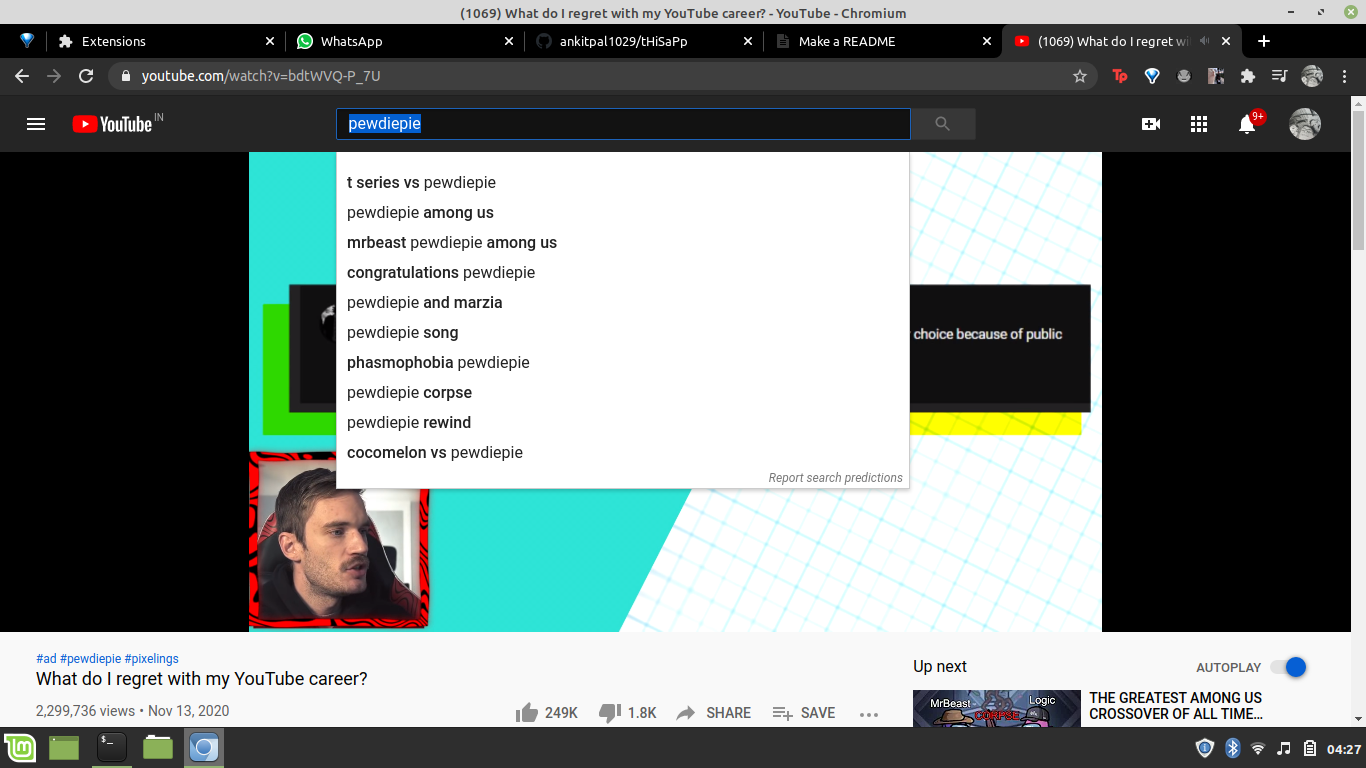 (1069) What do I regret with my YouTube career? - YouTube - Chromium
Extensions
WhatsApp
ankitpal1029/tHiSaPp
Make a README
(1069) What do I regret wi
youtube.com/watch?v=bdtWVQ-P_7U
Tp
YouTube IN
pewdiepie
9+
t series vs pewdiepie
pewdiepie among us
mrbeast pewdiepie among us
congratulations pewdiepie
pewdiepie and marzia
pewdiepie song
phasmophobia pewdiepie
pewdiepie corpse
pewdiepie rewind
cocomelon vs pewdiepie
Report search predictions
choice because of public
#ad #pewdiepie #pixelings
What do I regret with my YouTube career?
2,299,736 views • Nov 13, 2020
249K
1.8K
SHARE
SAVE
Up next
AUTOPLAY
MrBeast
CORPSE
Logic
THE GREATEST AMONG US
CROSSOVER OF ALL TIME...
$_
04:27